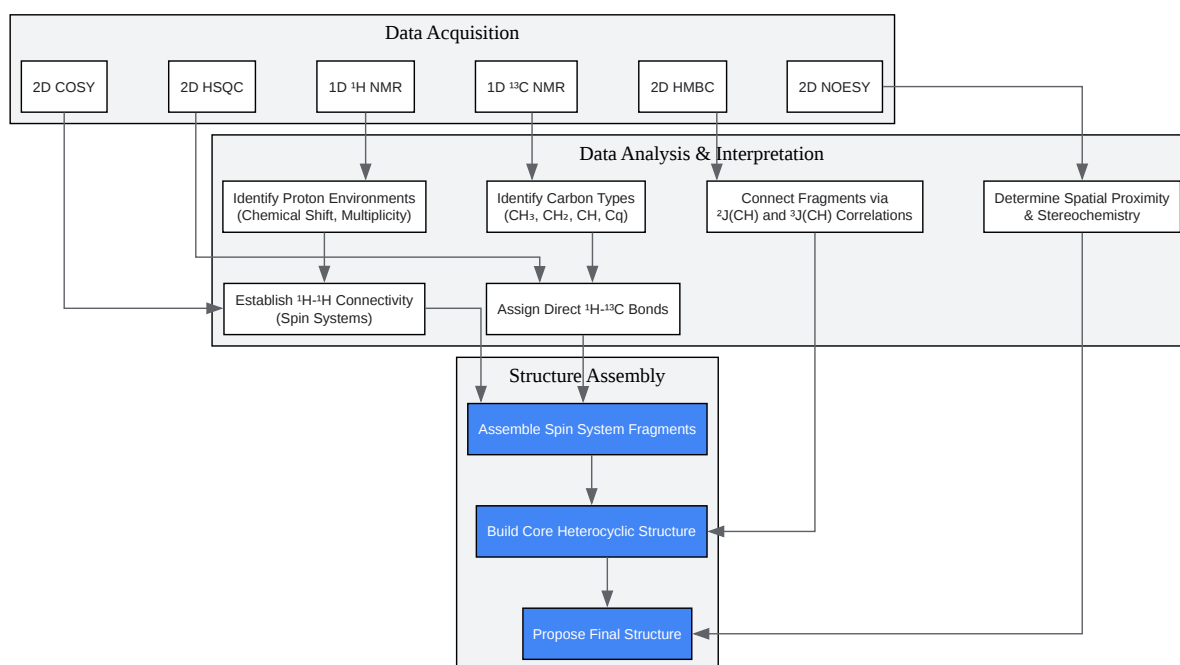 Data Acquisition
2D COSY
2D HSQC
1D ¹H NMR
1D ¹³C NMR
2D HMBC
2D NOESY
Data Analysis & Interpretation
Identify Proton Environments
(Chemical Shift, Multiplicity)
Identify Carbon Types
(CH₃, CH₂, CH, Cq)
Connect Fragments via
²J(CH) and ³J(CH) Correlations
Determine Spatial Proximity
& Stereochemistry
Establish ¹H-¹H Connectivity
(Spin Systems)
Assign Direct ¹H-¹³C Bonds
Structure Assembly
Assemble Spin System Fragments
Build Core Heterocyclic Structure
Propose Final Structure